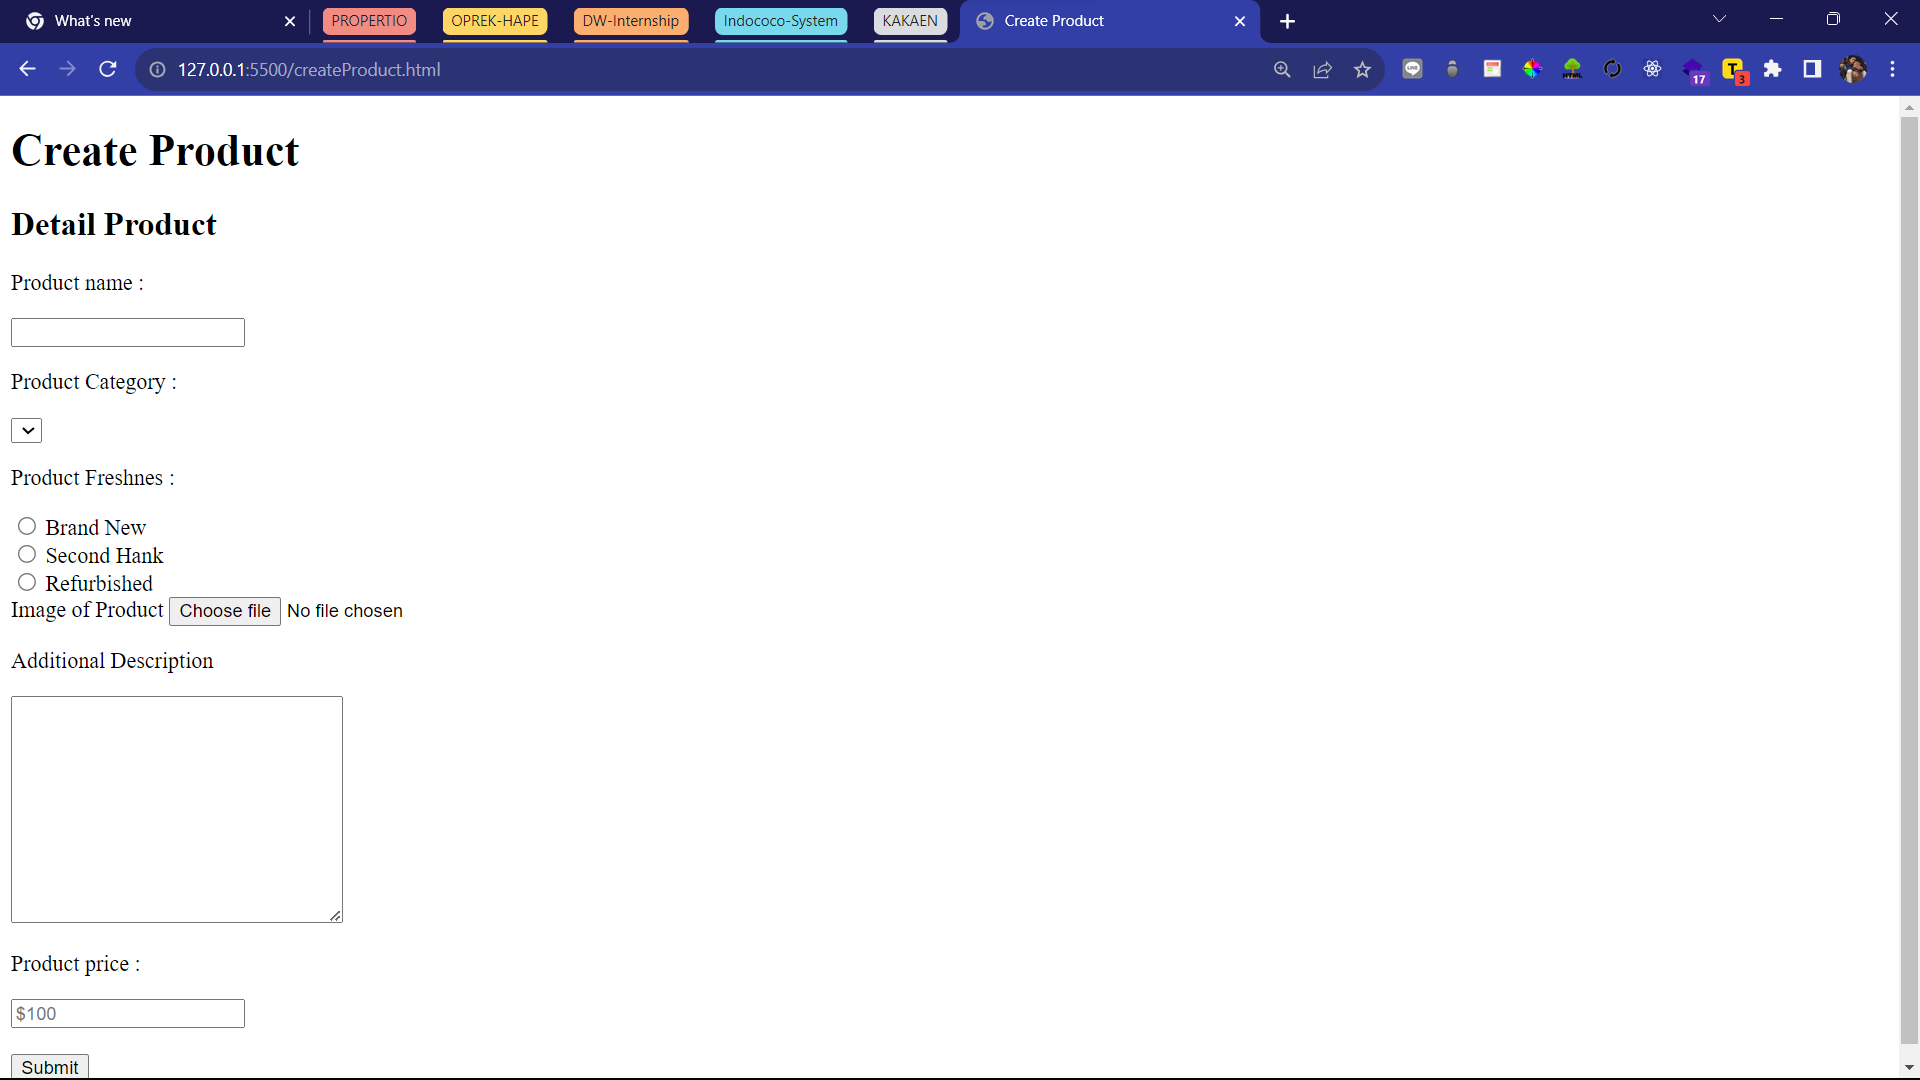 What's new
PROPERTIO
OPREK-HAPE
DW-Internship
Indococo-System
KAKAEN
Create Product
127.0.0.1:5500/createProduct.html
17
T
3
Create Product
Detail Product
Product name :
Product Category :
Product Freshnes :
Brand New
Second Hank
Refurbished
Image of Product Choose file No file chosen
Additional Description
Product price :
$100
Submit